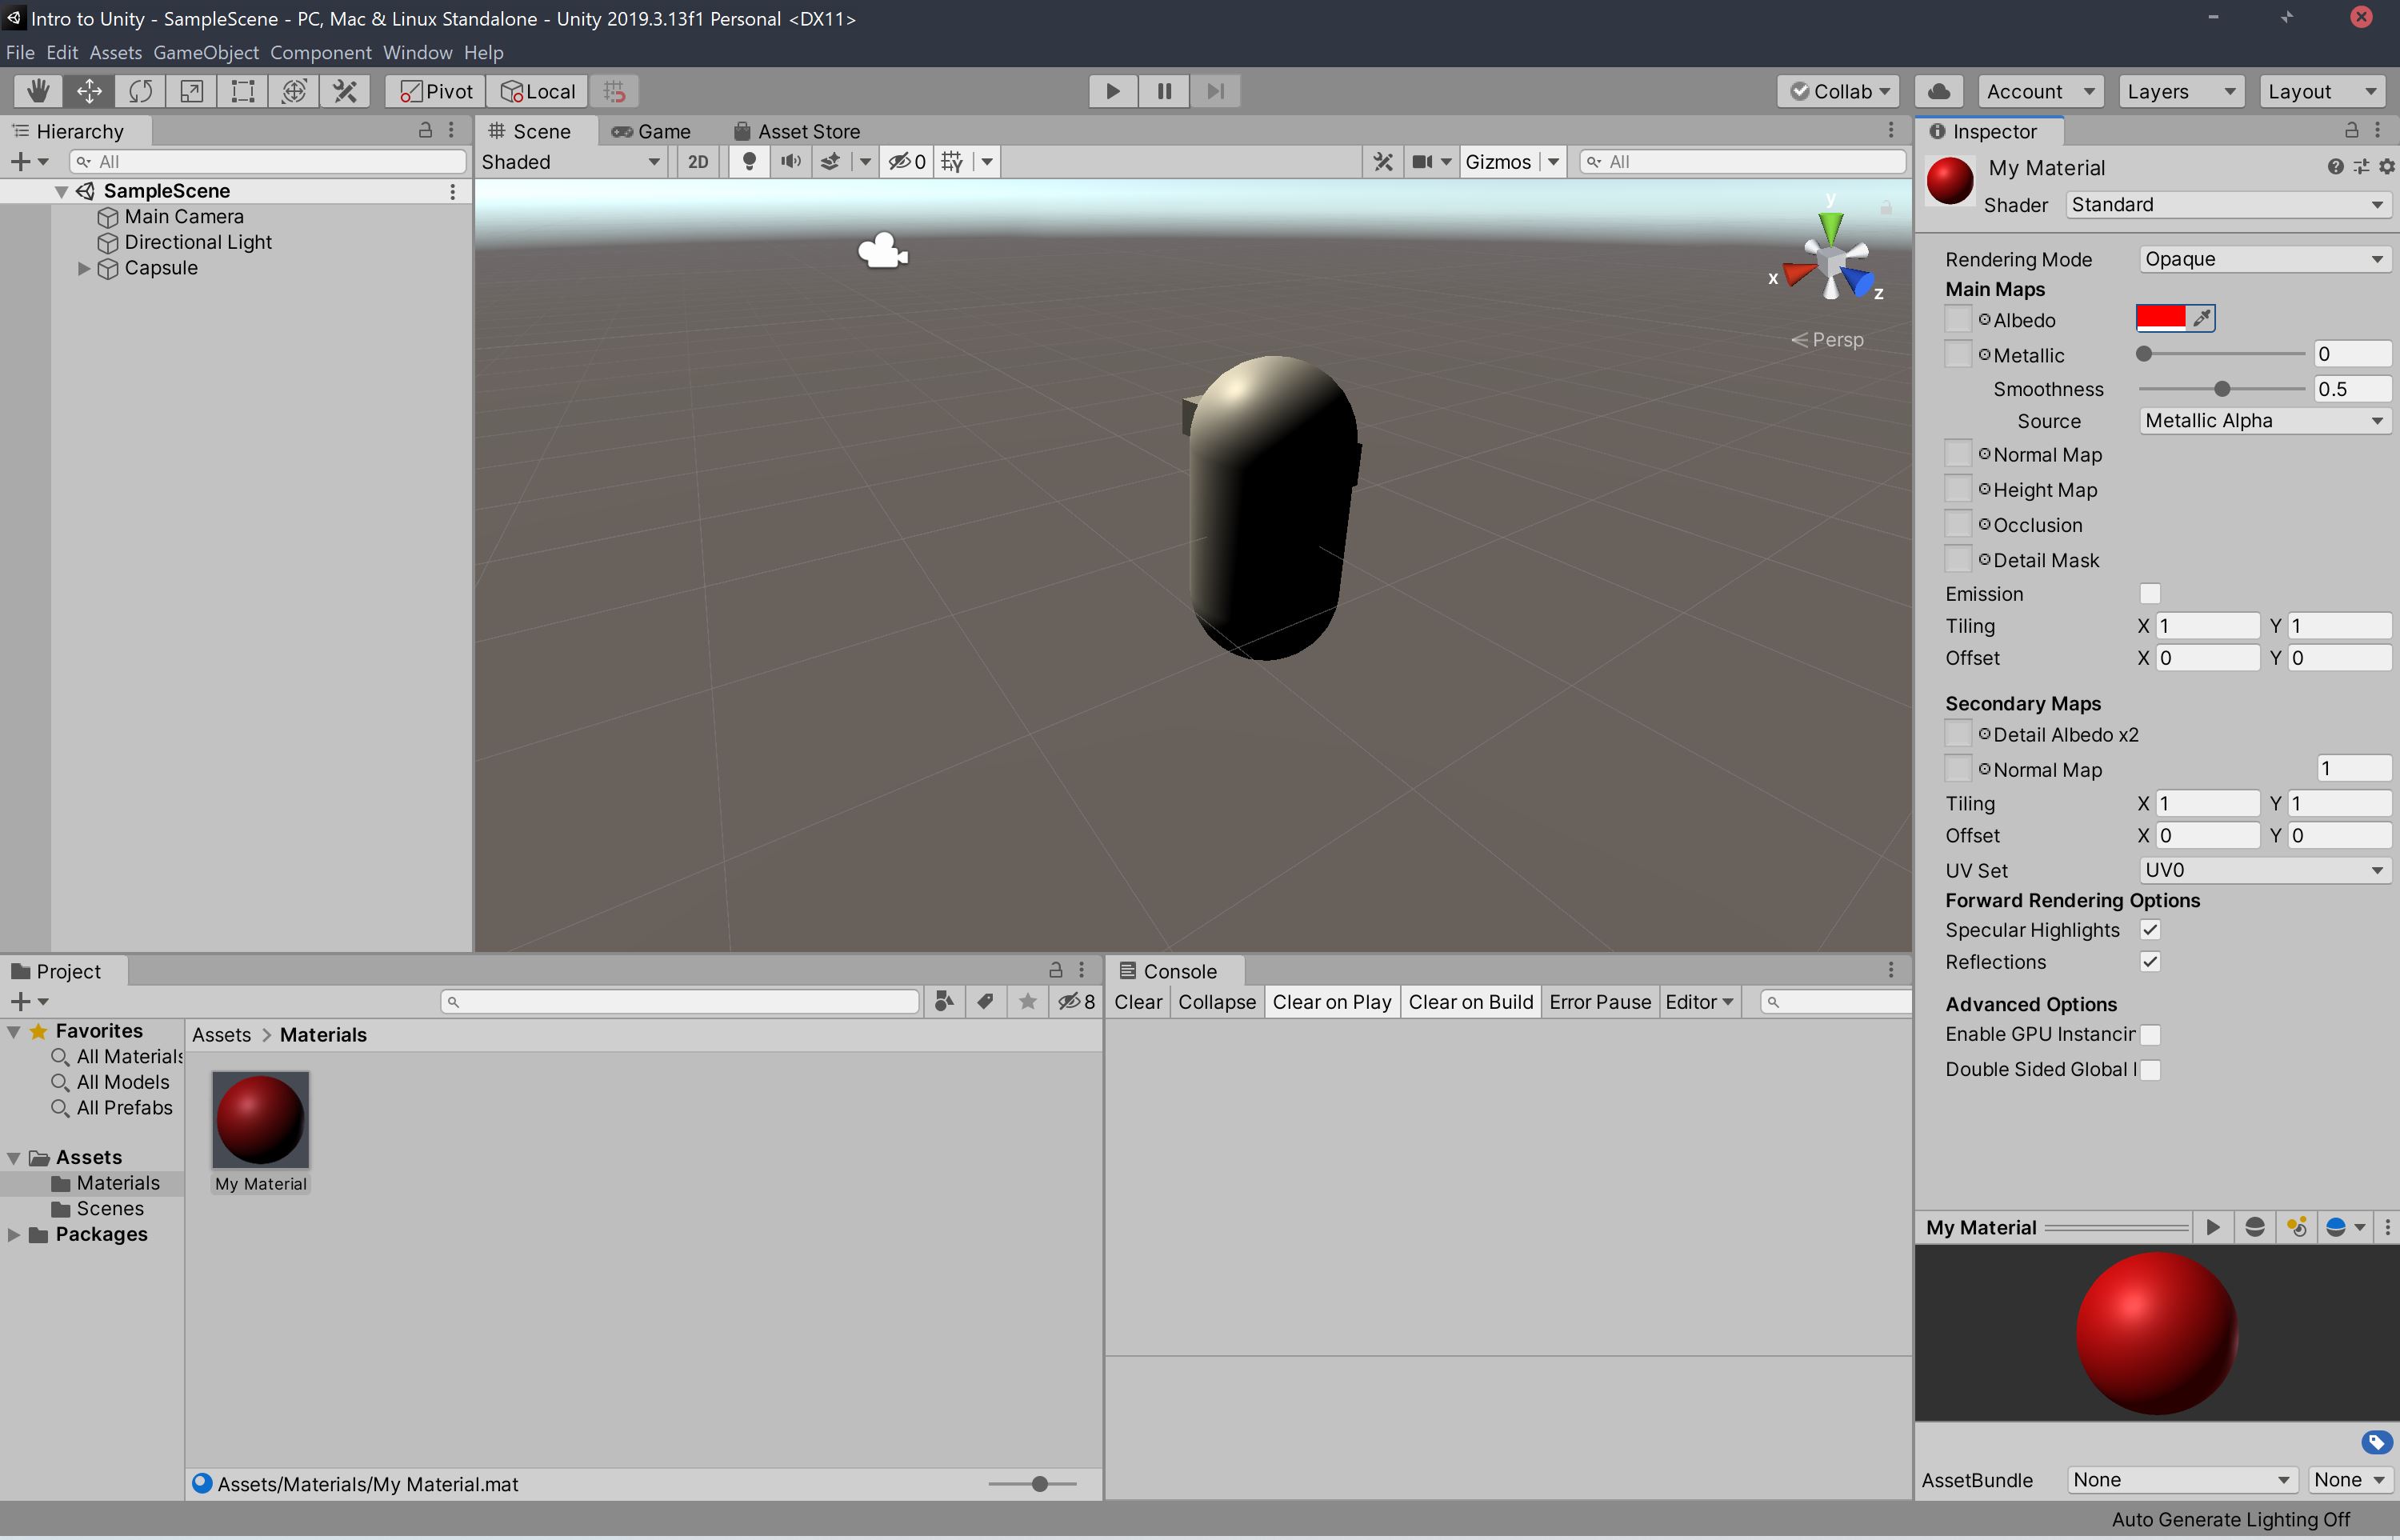 Intro to Unity - SampleScene - PC, Mac & Linux Standalone - Unity 2019.3.13f1 Personal <DX11>
File Edit Assets GameObject Component Window Help
Pivot Local Collab Account Layers Layout
Hierarchy
All
SampleScene
Main Camera
Directional Light
Capsule
Scene Game Asset Store
Shaded 2D 0 Gizmos All
y
x
z
Persp
Inspector
My Material
Shader Standard
Rendering Mode Opaque
Main Maps
Albedo
Metallic 0
Smoothness 0.5
Source Metallic Alpha
Normal Map
Height Map
Occlusion
Detail Mask
Emission
Tiling X 1 Y 1
Offset X 0 Y 0
Secondary Maps
Detail Albedo x2
Normal Map 1
Tiling X 1 Y 1
Offset X 0 Y 0
UV Set UV0
Forward Rendering Options
Specular Highlights
Reflections
Advanced Options
Enable GPU Instancin
Double Sided Global I
My Material
AssetBundle None None
Project
8
Favorites
All Materials
All Models
All Prefabs
Assets
Materials
Scenes
Packages
Assets > Materials
My Material
Assets/Materials/My Material.mat
Console
Clear Collapse Clear on Play Clear on Build Error Pause Editor
Auto Generate Lighting Off